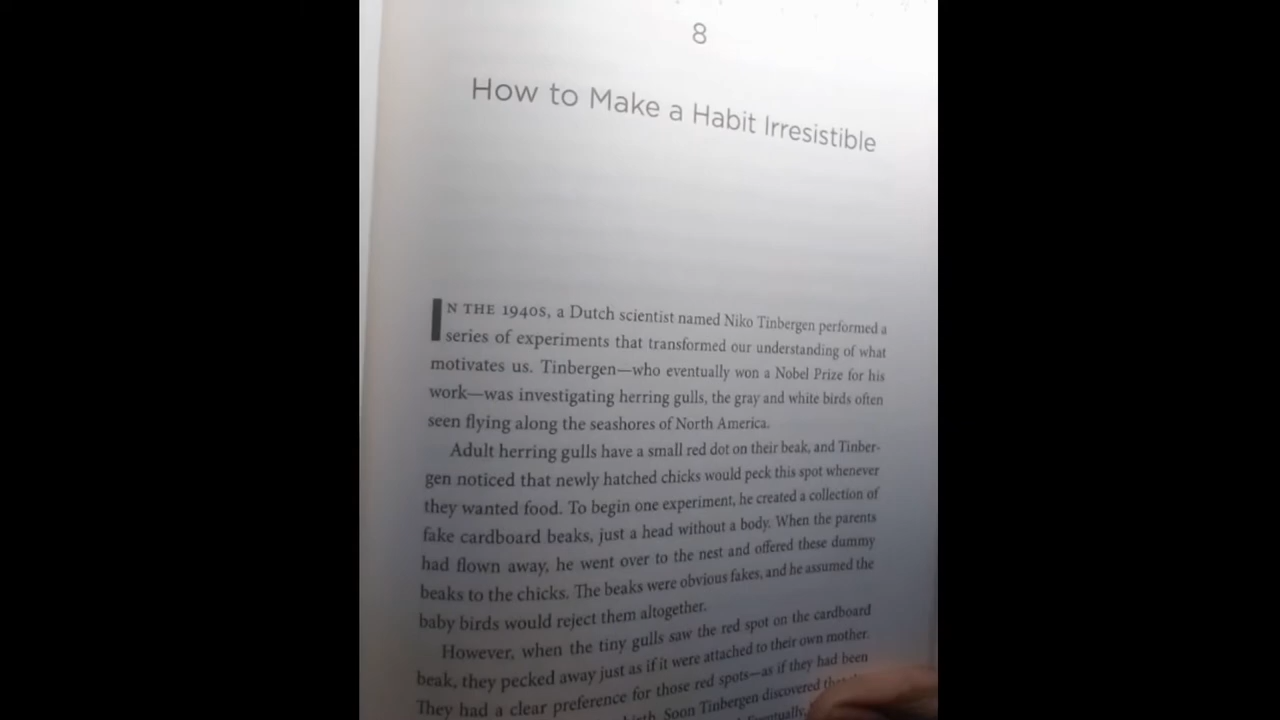 8
How to Make a Habit Irresistible
IN THE 1940S, a Dutch scientist named Niko Tinbergen performed a
series of experiments that transformed our understanding of what
motivates us. Tinbergen—who eventually won a Nobel Prize for his
work—was investigating herring gulls, the gray and white birds often
seen flying along the seashores of North America.
Adult herring gulls have a small red dot on their beak, and Tinber-
gen noticed that newly hatched chicks would peck this spot whenever
they wanted food. To begin one experiment, he created a collection of
fake cardboard beaks, just a head without a body. When the parents
had flown away, he went over to the nest and offered these dummy
beaks to the chicks. The beaks were obvious fakes, and he assumed the
baby birds would reject them altogether.
However, when the tiny gulls saw the red spot on the cardboard
beak, they pecked away just as if it were attached to their own mother.
They had a clear preference for those red spots—as if they had been
Soon Tinbergen discovered
Eventually,